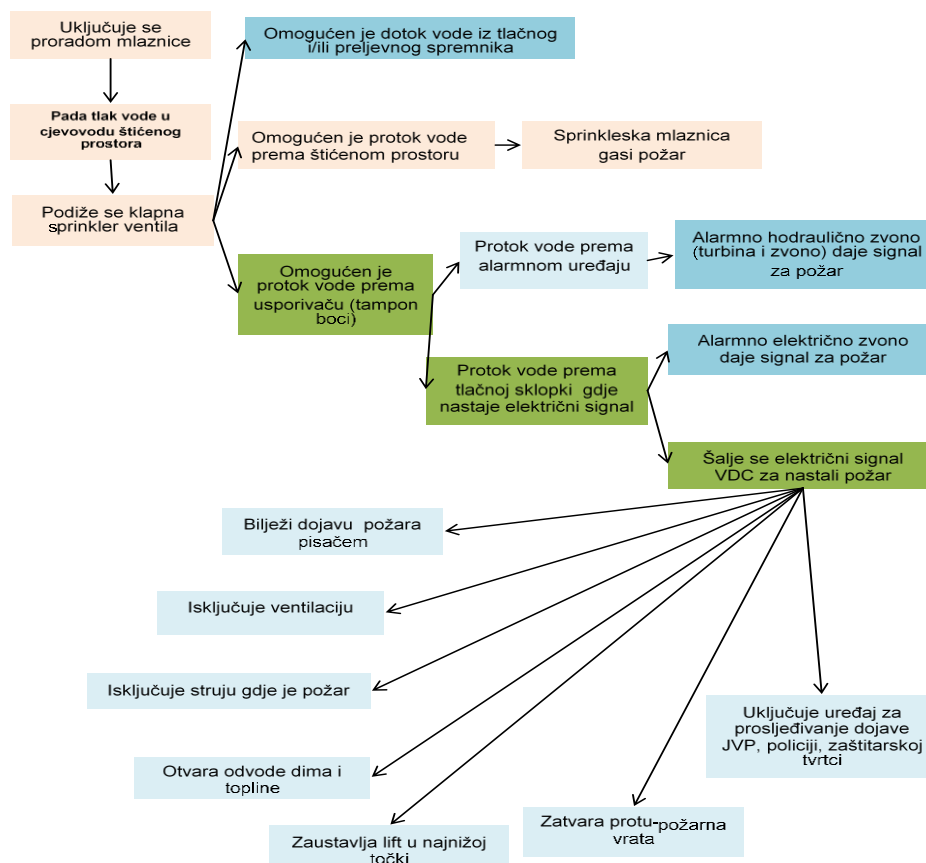 Uključuje se
proradom mlaznice
Omogućen je dotok vode iz tlačnog
i/ili preljevnog spremnika
Pada tlak vode u
cjevovodu štićenog
prostora
Omogućen je protok vode
prema štićenom prostoru
Sprinkleska mlaznica
gasi požar
Podiže se klapna
sprinkler ventila
Protok vode prema
alarmnom uređaju
Alarmno hodraulično zvono
(turbina i zvono) daje signal
za požar
Omogućen je
protok vode prema
usporivaču (tampon
boci)
Alarmno električno zvono
daje signal za požar
Protok vode prema
tlačnoj sklopki gdje
nastaje električni signal
Šalje se električni signal
VDC za nastali požar
Bilježi dojavu požara
pisačem
Isključuje ventilaciju
Isključuje struju gdje je požar
Uključuje uređaj za
prosljeđivanje dojave
JVP, policiji, zaštitarskoj
tvrtci
Otvara odvode dima i
topline
Zatvara protu-požarna
vrata
Zaustavlja lift u najnižoj
točki